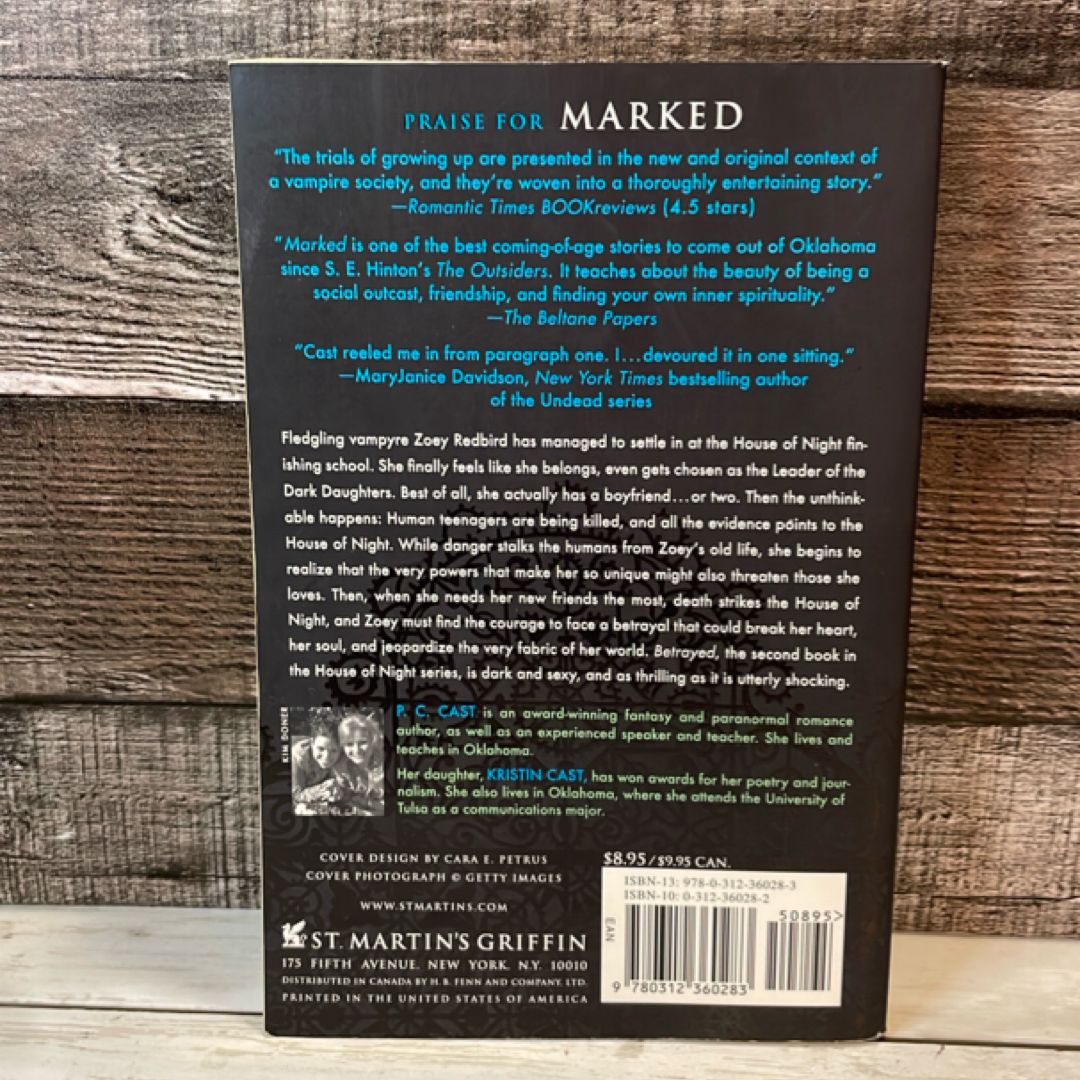 PRAISE FOR MARKED
"The trials of growing up are presented in the new and original context of
a vampire society, and they're woven into a thoroughly entertaining story."
—Romantic Times BOOKreviews (4.5 stars)
"Marked is one of the best coming-of-age stories to come out of Oklahoma
since S. E. Hinton's The Outsiders. It teaches about the beauty of being a
social outcast, friendship, and finding your own inner spirituality."
—The Beltane Papers
"Cast reeled me in from paragraph one. I...devoured it in one sitting."
—MaryJanice Davidson, New York Times bestselling author
of the Undead series
Fledgling vampyre Zoey Redbird has managed to settle in at the House of Night fin-
ishing school. She finally feels like she belongs, even gets chosen as the Leader of the
Dark Daughters. Best of all, she actually has a boyfriend...or two. Then the unthink-
able happens: Human teenagers are being killed, and all the evidence points to the
House of Night. While danger stalks the humans from Zoey's old life, she begins to
realize that the very powers that make her so unique might also threaten those she
loves. Then, when she needs her new friends the most, death strikes the House of
Night, and Zoey must find the courage to face a betrayal that could break her heart,
her soul, and jeopardize the very fabric of her world. Betrayed, the second book in
the House of Night series, is dark and sexy, and as thrilling as it is utterly shocking.
KIM DONER
P. C. CAST is an award-winning fantasy and paranormal romance
author, as well as an experienced speaker and teacher. She lives and
teaches in Oklahoma.
Her daughter, KRISTIN CAST, has won awards for her poetry and jour-
nalism. She also lives in Oklahoma, where she attends the University of
Tulsa as a communications major.
COVER DESIGN BY CARA E. PETRUS
COVER PHOTOGRAPH © GETTY IMAGES
WWW.STMARTINS.COM
ST. MARTIN'S GRIFFIN
175 FIFTH AVENUE, NEW YORK, N.Y. 10010
DISTRIBUTED IN CANADA BY H. B. FENN AND COMPANY, LTD.
PRINTED IN THE UNITED STATES OF AMERICA
$8.95/$9.95 CAN.
ISBN-13: 978-0-312-36028-3
ISBN-10: 0-312-36028-2
50895>
EAN
9 780312 360283